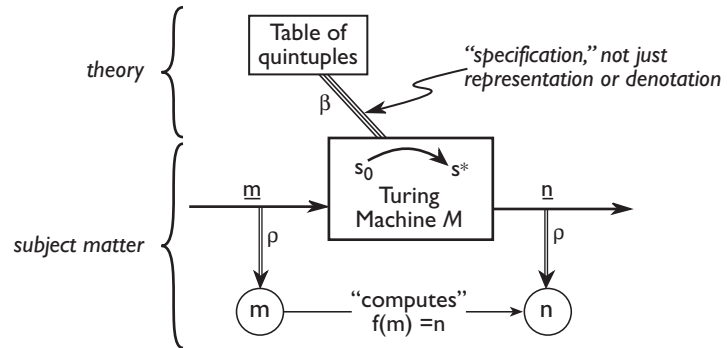 Table of
quintuples
theory
“specification,” not just
representation or denotation
β
s0 s*
Turing
Machine M
m
n
ρ
ρ
subject matter
m
“computes”
f(m) =n
n